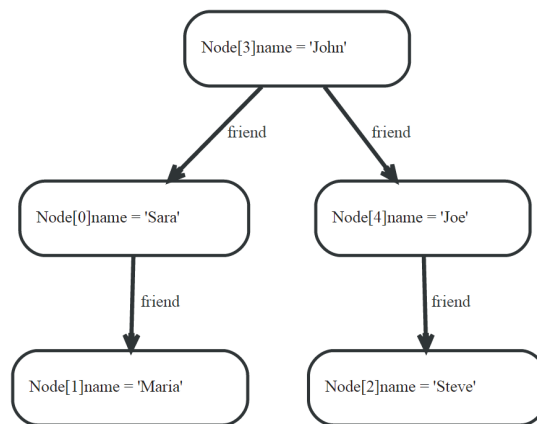 Node[3]name = 'John'
friend
friend
Node[0]name = 'Sara'
Node[4]name = 'Joe'
friend
friend
Node[1]name = 'Maria'
Node[2]name = 'Steve'